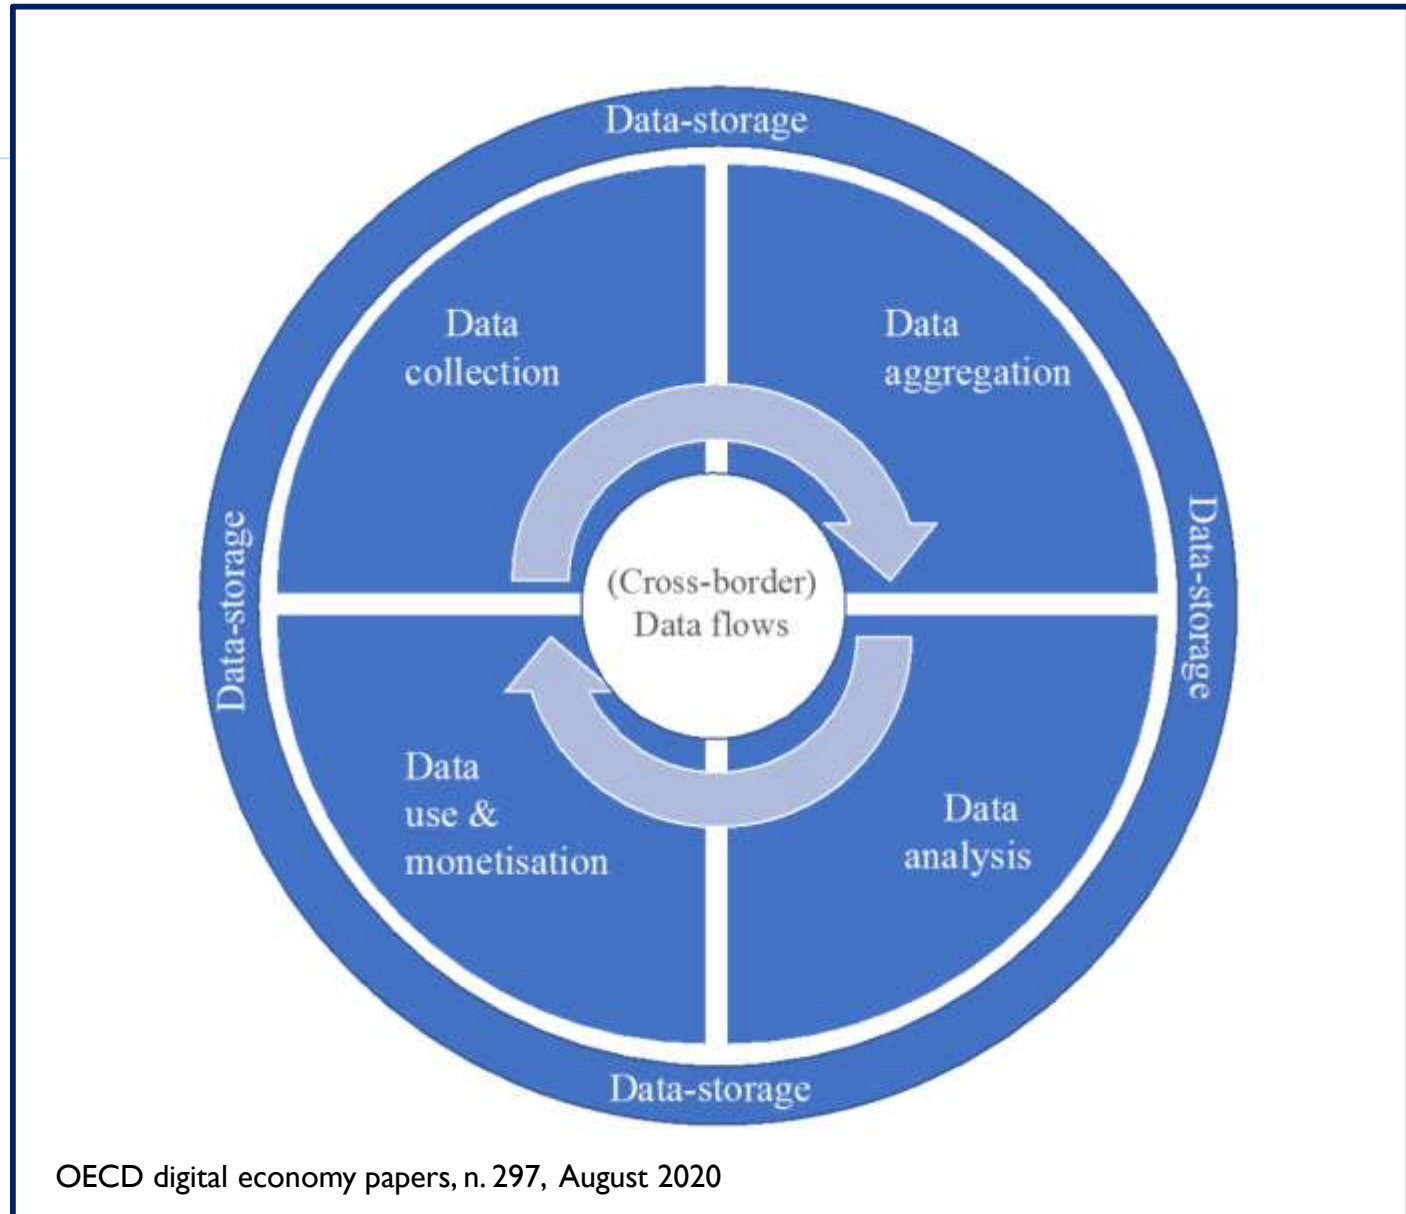 Data-storage
Data
collection
Data
aggregation
Data-storage
(Cross-border)
Data flows
Data-storage
Data
use &
monetisation
Data
analysis
Data-storage
OECD digital economy papers, n. 297, August 2020